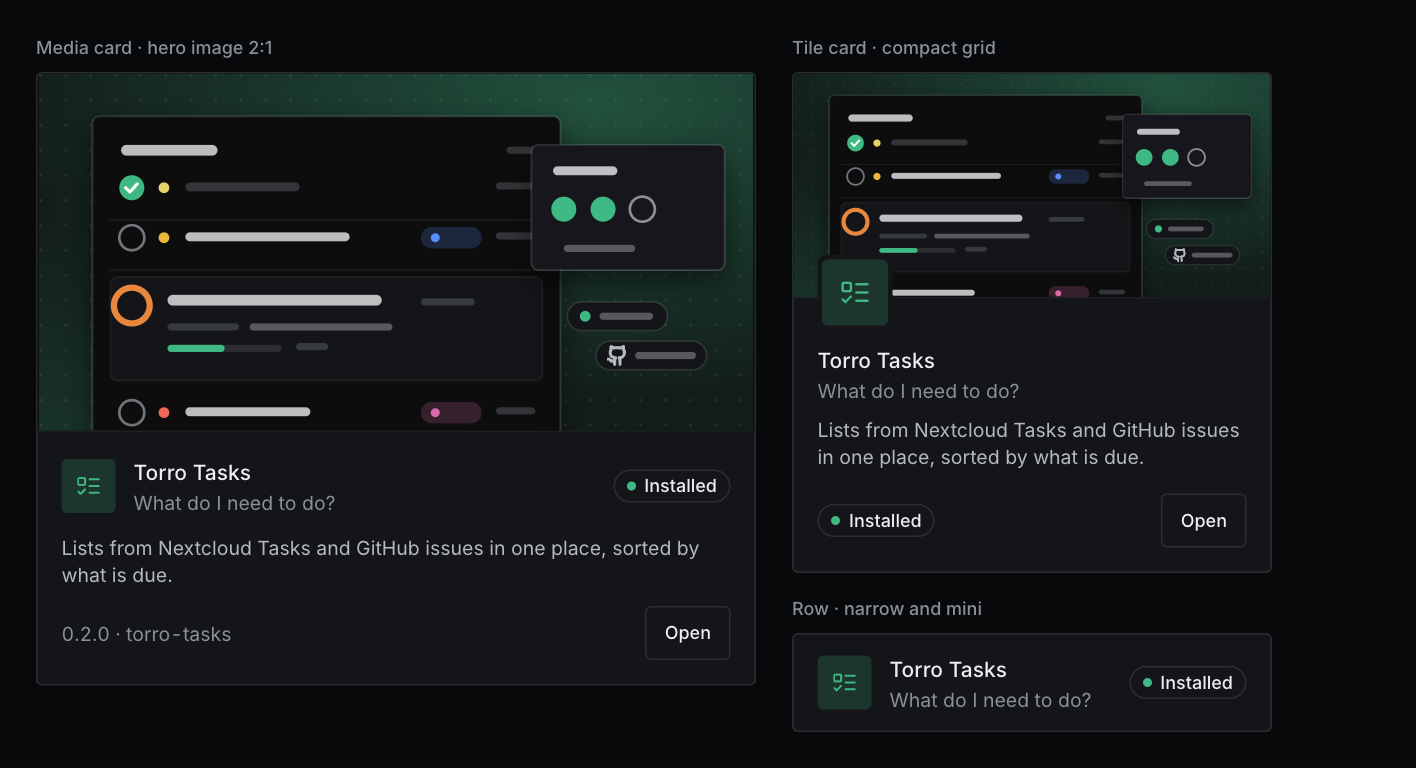 Media card · hero image 2:1
Torro Tasks
What do I need to do?
Installed
Lists from Nextcloud Tasks and GitHub issues in one place, sorted by
what is due.
0.2.0 · torro-tasks
Open
Tile card · compact grid
Torro Tasks
What do I need to do?
Lists from Nextcloud Tasks and GitHub issues
in one place, sorted by what is due.
Installed
Open
Row · narrow and mini
Torro Tasks
What do I need to do?
Installed